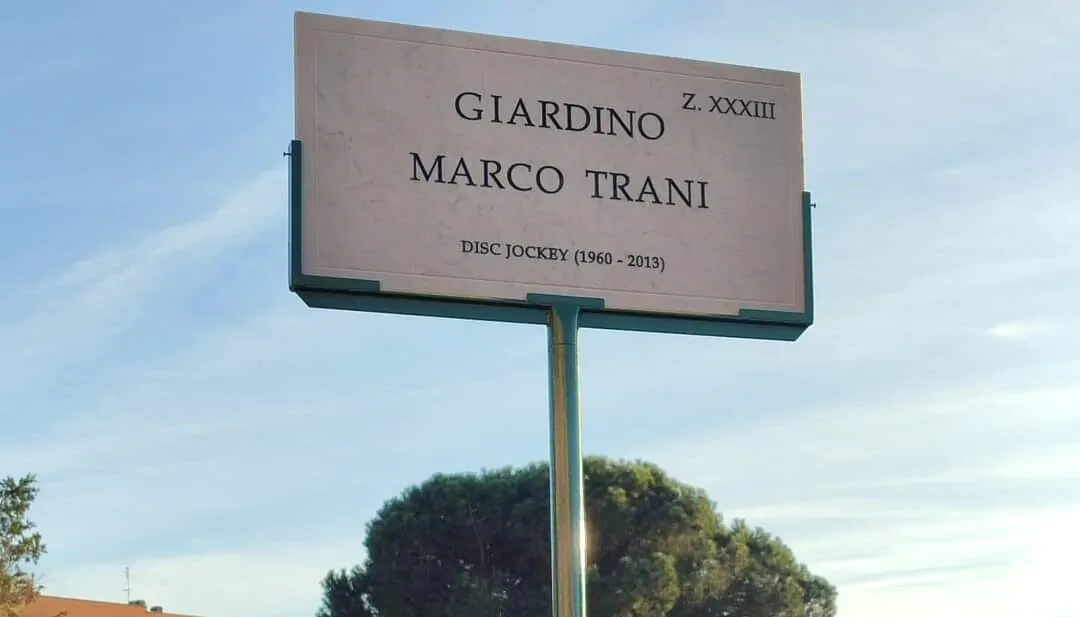 Z. XXXIII
GIARDINO
MARCO TRANI
DISC JOCKEY (1960 - 2013)